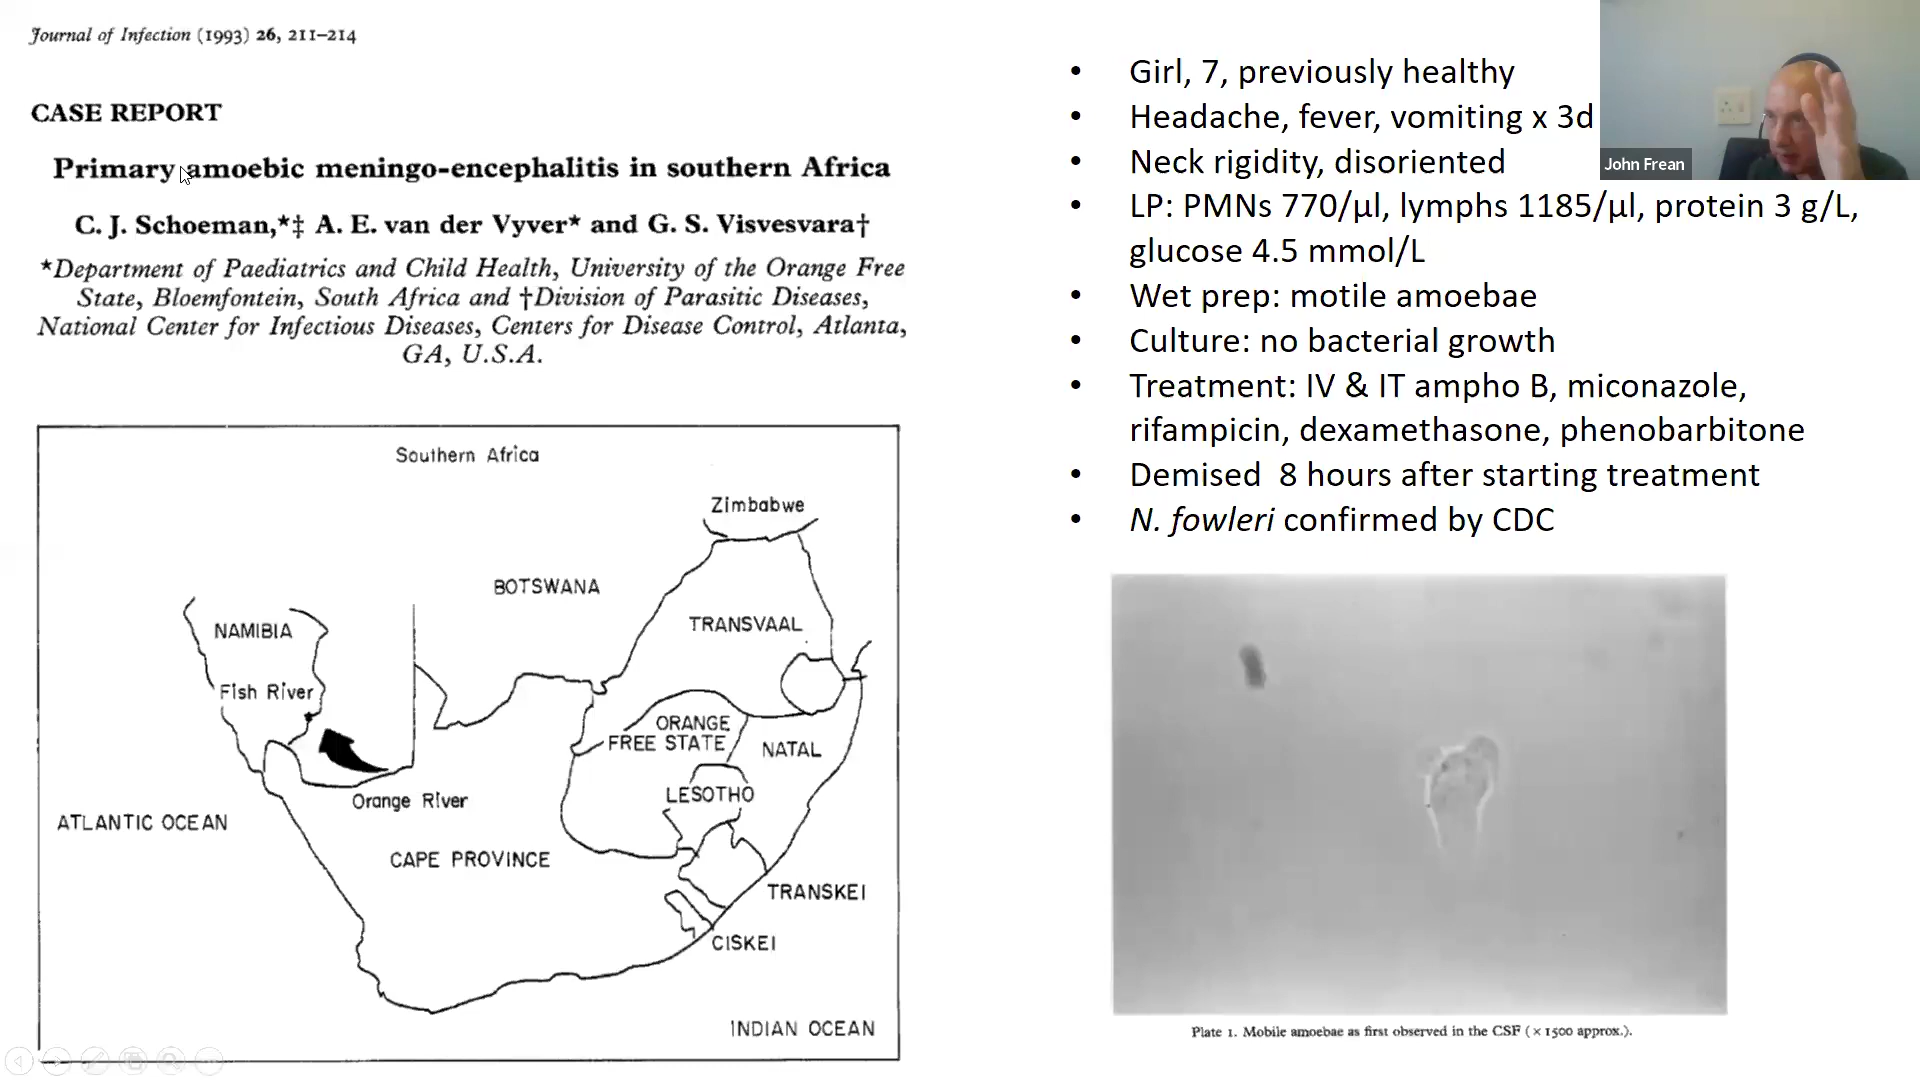 Journal of Infection (1993) 26, 211–214
CASE REPORT
Primary amoebic meningo-encephalitis in southern Africa
C. J. Schoeman,*‡ A. E. van der Vyver* and G. S. Visvesvara†
*Department of Paediatrics and Child Health, University of the Orange Free
State, Bloemfontein, South Africa and †Division of Parasitic Diseases,
National Center for Infectious Diseases, Centers for Disease Control, Atlanta,
GA, U.S.A.
Southern Africa
Zimbabwe
BOTSWANA
NAMIBIA
TRANSVAAL
Fish River
ORANGE
FREE STATE
NATAL
LESOTHO
Orange River
ATLANTIC OCEAN
CAPE PROVINCE
TRANSKEI
CISKEI
INDIAN OCEAN
• Girl, 7, previously healthy
• Headache, fever, vomiting x 3d
• Neck rigidity, disoriented
• LP: PMNs 770/µl, lymphs 1185/µl, protein 3 g/L,
glucose 4.5 mmol/L
• Wet prep: motile amoebae
• Culture: no bacterial growth
• Treatment: IV & IT ampho B, miconazole,
rifampicin, dexamethasone, phenobarbitone
• Demised 8 hours after starting treatment
• N. fowleri confirmed by CDC
Plate 1. Mobile amoebae as first observed in the CSF (× 1500 approx.).
John Frean